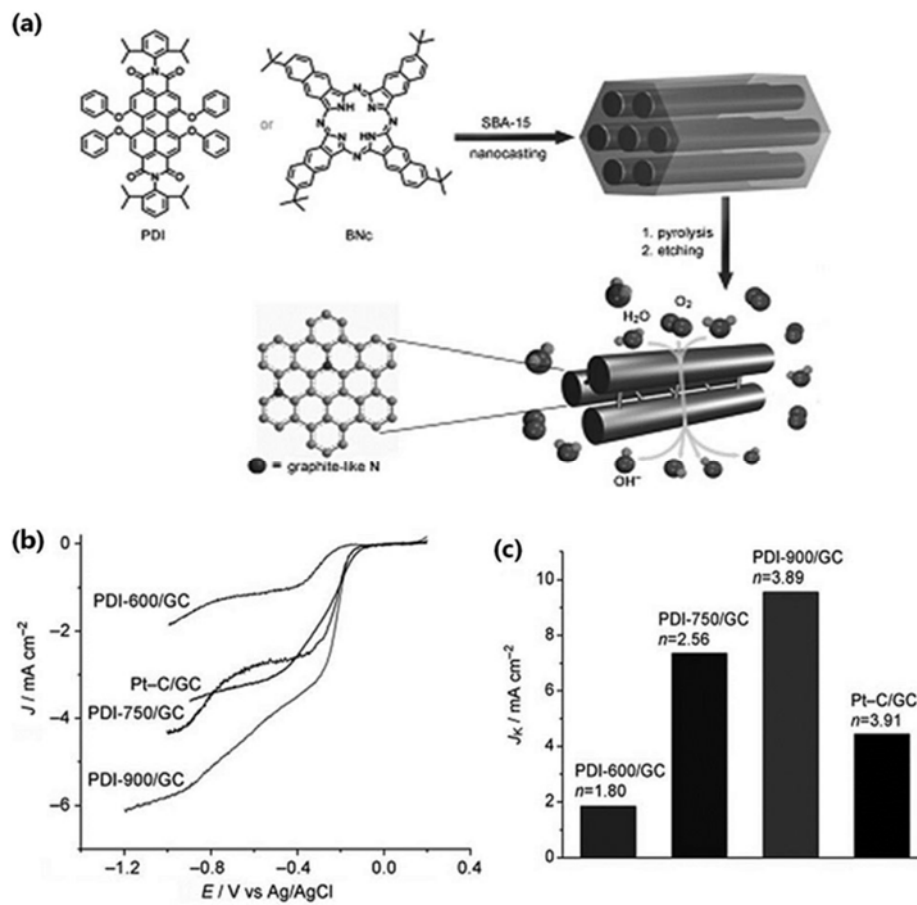 (a)
N
O
O
O
O
O
O
N
O
O
PDI
or
N
NH
N
N
N
N
HN
N
BNc
SBA-15
nanocasting
1. pyrolysis
2. etching
H₂O
O₂
OH⁻
= graphite-like N
(b)
J / mA cm⁻²
0
−2
−4
−6
PDI-600/GC
Pt–C/GC
PDI-750/GC
PDI-900/GC
−1.2
−0.8
−0.4
0.0
0.4
E / V vs Ag/AgCl
(c)
Jₖ / mA cm⁻²
10
8
6
4
2
0
PDI-600/GC
n=1.80
PDI-750/GC
n=2.56
PDI-900/GC
n=3.89
Pt–C/GC
n=3.91